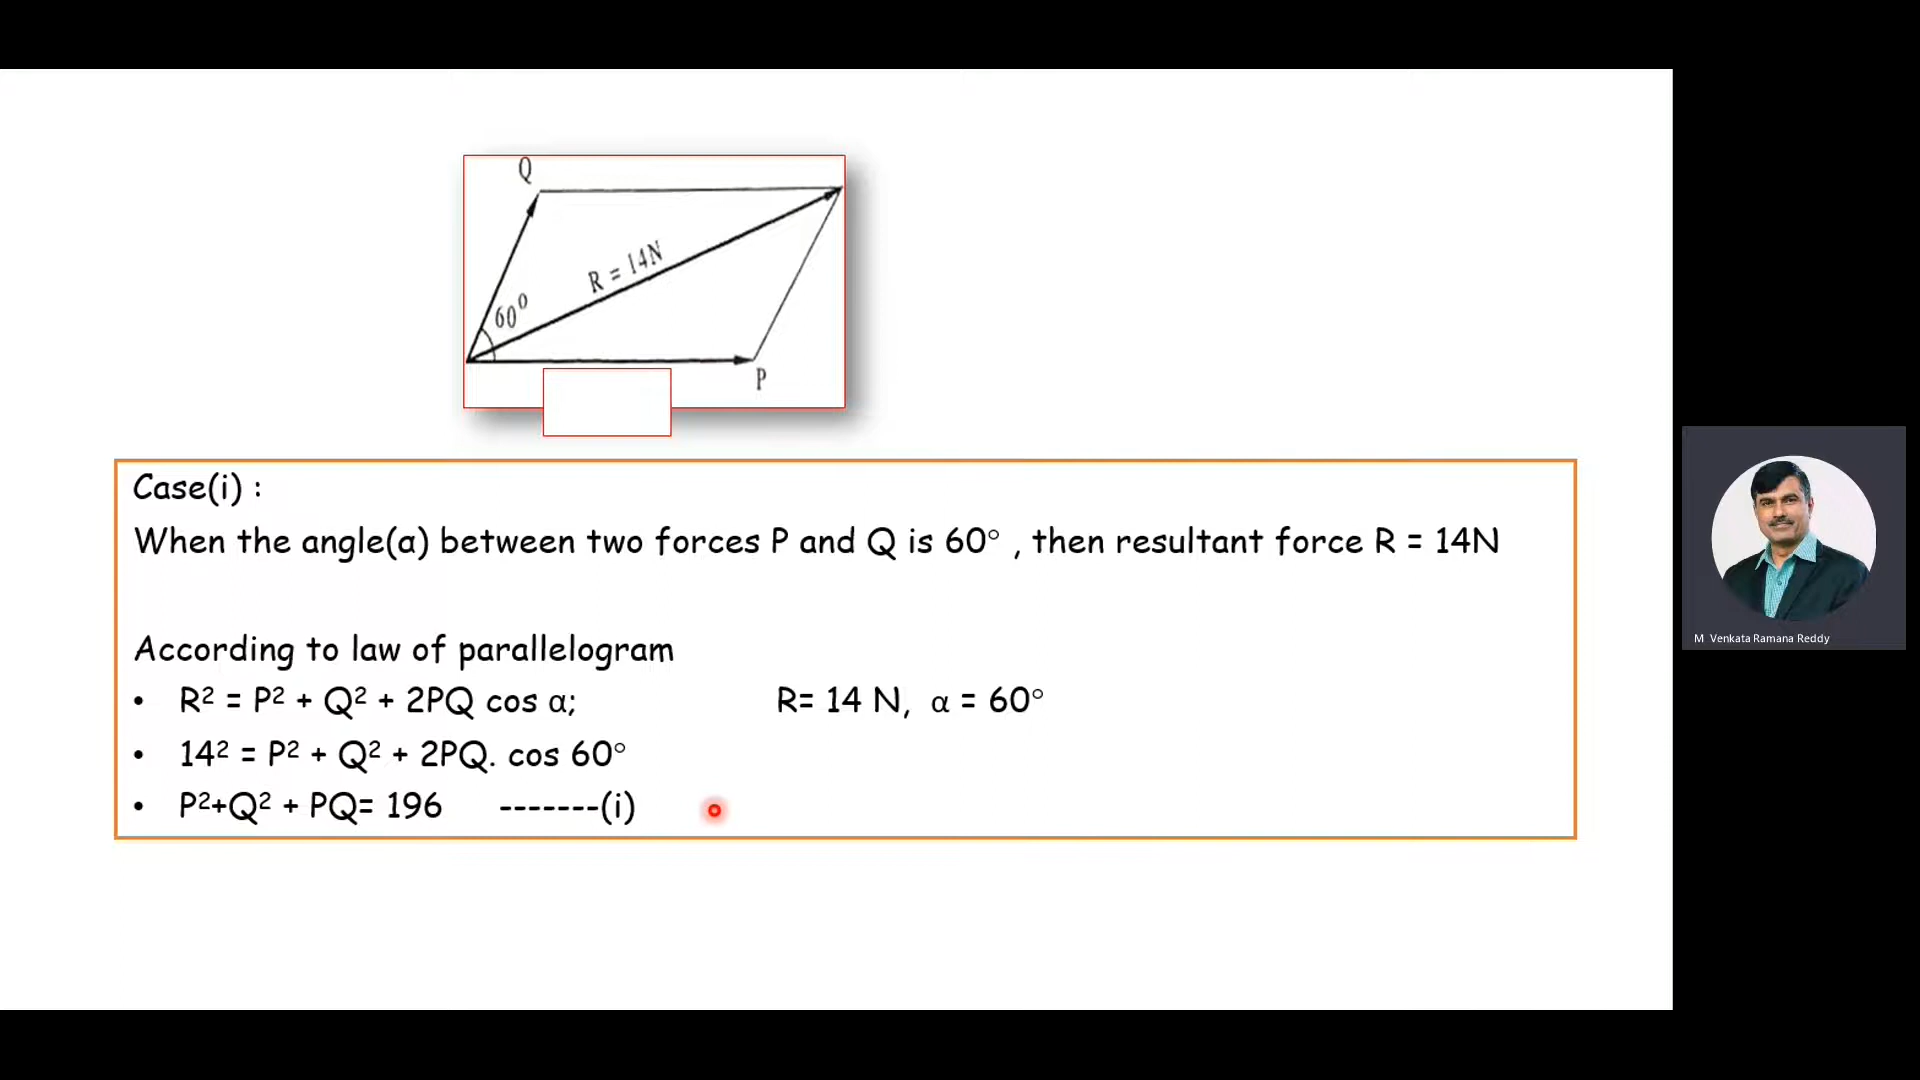 Q
R = 14N
60⁰
P
Case(i) :
When the angle(α) between two forces P and Q is 60° , then resultant force R = 14N
According to law of parallelogram
• R² = P² + Q² + 2PQ cos α; R= 14 N, α = 60°
• 14² = P² + Q² + 2PQ. cos 60°
• P²+Q² + PQ= 196 -------(i)
M Venkata Ramana Reddy